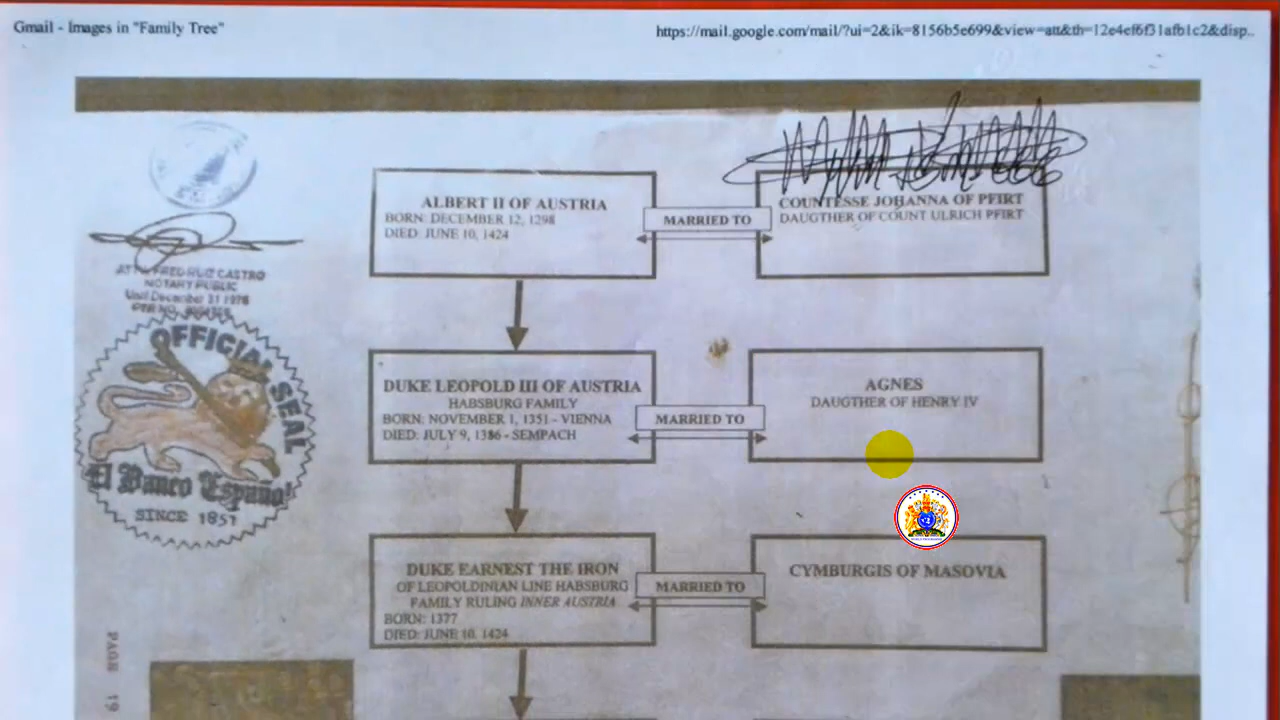 Gmail - Images in "Family Tree"
https://mail.google.com/mail/?ui=2&ik=8156b5e699&view=att&th=12e4ef6f31afb1c2&disp..
ALBERT II OF AUSTRIA
BORN: DECEMBER 12, 1298
DIED: JUNE 10, 1424
MARRIED TO
COUNTESSE JOHANNA OF PFIRT
DAUGTHER OF COUNT ULRICH PFIRT
CASTRO
NOTARY PUBLIC
Until December 31 1978
OFFICIAL SEAL
El Banco Español
SINCE 1851
DUKE LEOPOLD III OF AUSTRIA
HABSBURG FAMILY
BORN: NOVEMBER 1, 1351 - VIENNA
DIED: JULY 9, 1386 - SEMPACH
MARRIED TO
AGNES
DAUGTHER OF HENRY IV
DUKE EARNEST THE IRON
OF LEOPOLDINIAN LINE HABSBURG
FAMILY RULING INNER AUSTRIA
BORN: 1377
DIED: JUNE 10, 1424
MARRIED TO
CYMBURGIS OF MASOVIA
PAGE 19